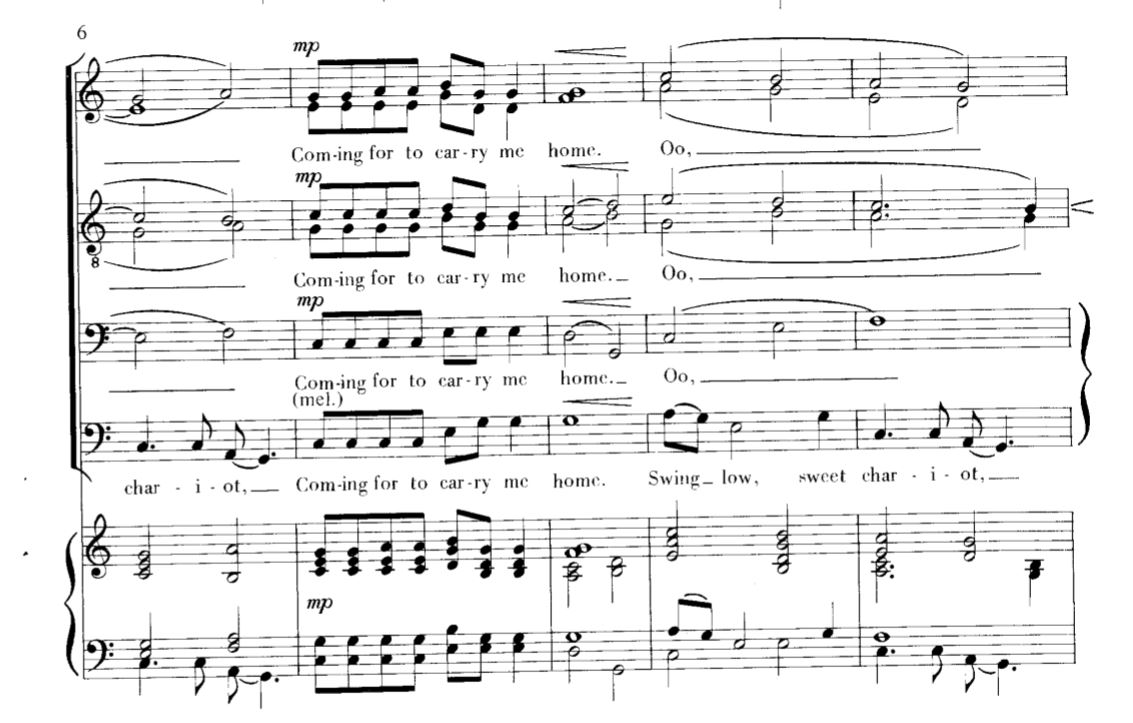 6
mp
Com-ing for to car-ry me home. Oo,
mp
8
Com-ing for to car-ry me home. Oo,
mp
Com-ing for to car-ry me home. Oo,
(mel.)
char - i - ot, Com-ing for to car-ry me home. Swing low, sweet char - i - ot,
mp